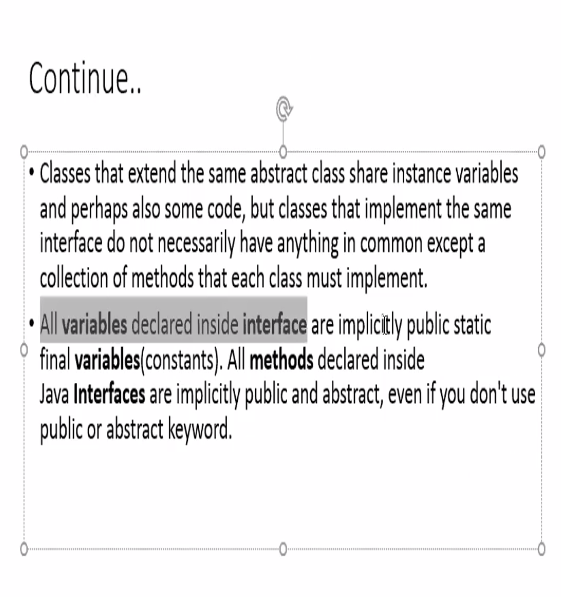 Continue..
• Classes that extend the same abstract class share instance variables
and perhaps also some code, but classes that implement the same
interface do not necessarily have anything in common except a
collection of methods that each class must implement.
• All variables declared inside interface are implicitly public static
final variables(constants). All methods declared inside
Java Interfaces are implicitly public and abstract, even if you don't use
public or abstract keyword.